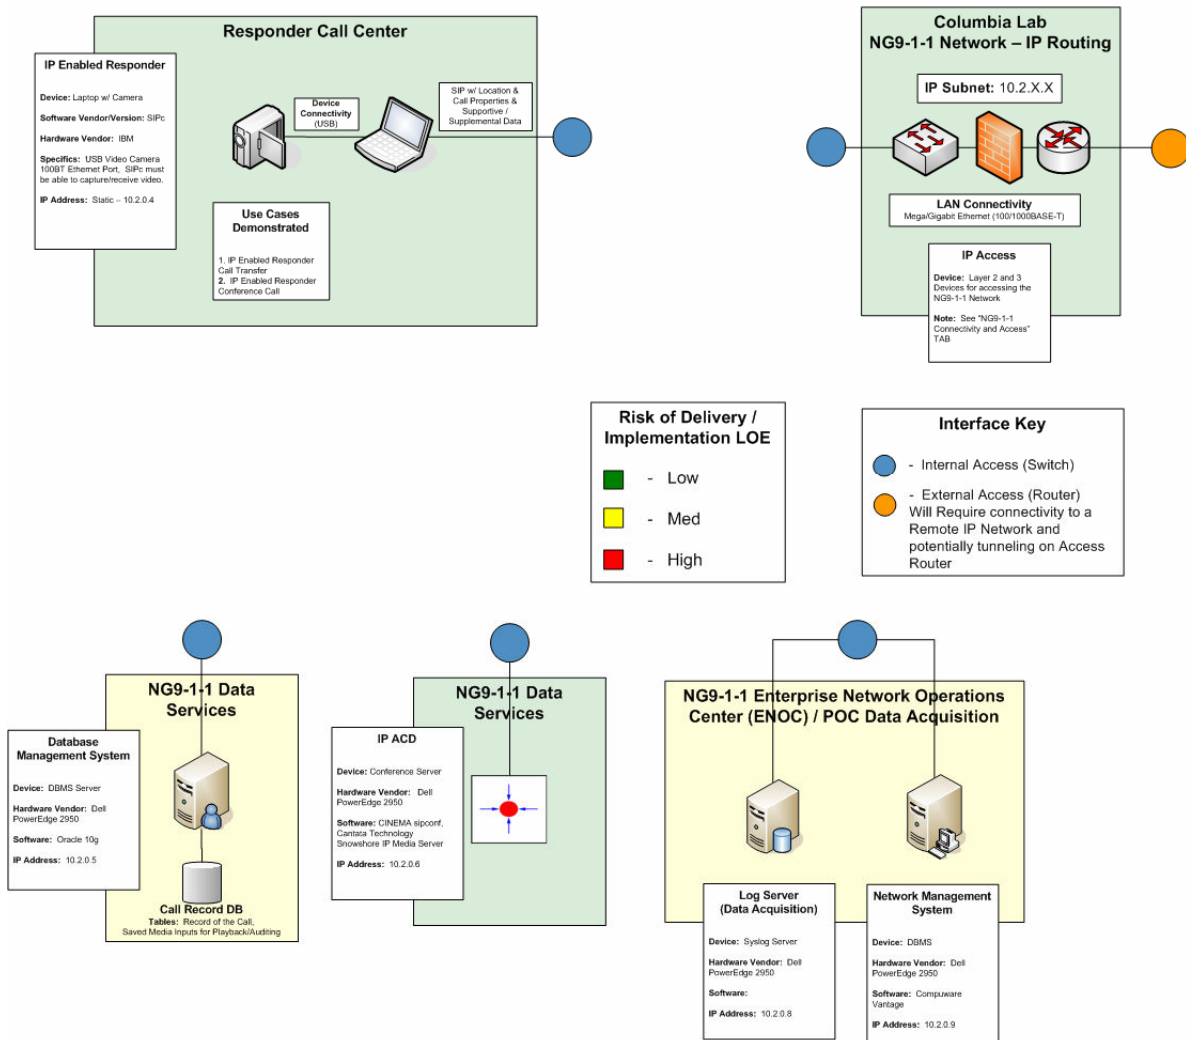 Responder Call Center
IP Enabled Responder
Device: Laptop w/ Camera
Software Vendor/Version: SIPc
Hardware Vendor: IBM
Specifics: USB Video Camera
100BT Ethernet Port, SIPc must
be able to capture/receive video.
IP Address: Static – 10.2.0.4
Device
Connectivity
(USB)
SIP w/ Location &
Call Properties &
Supportive /
Supplemental Data
Use Cases
Demonstrated
1. IP Enabled Responder
Call Transfer
2. IP Enabled Responder
Conference Call
Columbia Lab
NG9-1-1 Network – IP Routing
IP Subnet: 10.2.X.X
LAN Connectivity
Mega/Gigabit Ethernet (100/1000BASE-T)
IP Access
Device: Layer 2 and 3
Devices for accessing the
NG9-1-1 Network
Note: See "NG9-1-1
Connectivity and Access"
TAB
Risk of Delivery /
Implementation LOE
- Low
- Med
- High
Interface Key
- Internal Access (Switch)
- External Access (Router)
Will Require connectivity to a
Remote IP Network and
potentially tunneling on Access
Router
NG9-1-1 Data
Services
Database
Management System
Device: DBMS Server
Hardware Vendor: Dell
PowerEdge 2950
Software: Oracle 10g
IP Address: 10.2.0.5
Call Record DB
Tables: Record of the Call,
Saved Media Inputs for Playback/Auditing
NG9-1-1 Data
Services
IP ACD
Device: Conference Server
Hardware Vendor: Dell
PowerEdge 2950
Software: CINEMA sipconf,
Cantata Technology
Snowshore IP Media Server
IP Address: 10.2.0.6
NG9-1-1 Enterprise Network Operations
Center (ENOC) / POC Data Acquisition
Log Server
(Data Acquisition)
Device: Syslog Server
Hardware Vendor: Dell
PowerEdge 2950
Software:
IP Address: 10.2.0.8
Network Management
System
Device: DBMS
Hardware Vendor: Dell
PowerEdge 2950
Software: Compuware
Vantage
IP Address: 10.2.0.9